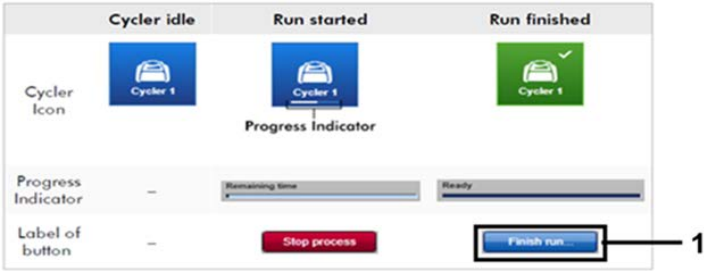 Cycler idle Run started Run finished
Cycler Icon
Cycler 1
Cycler 1
Progress Indicator
Cycler 1
Progress Indicator
–
Remaining time
Ready
Label of button
–
Stop process
Finish run...
1